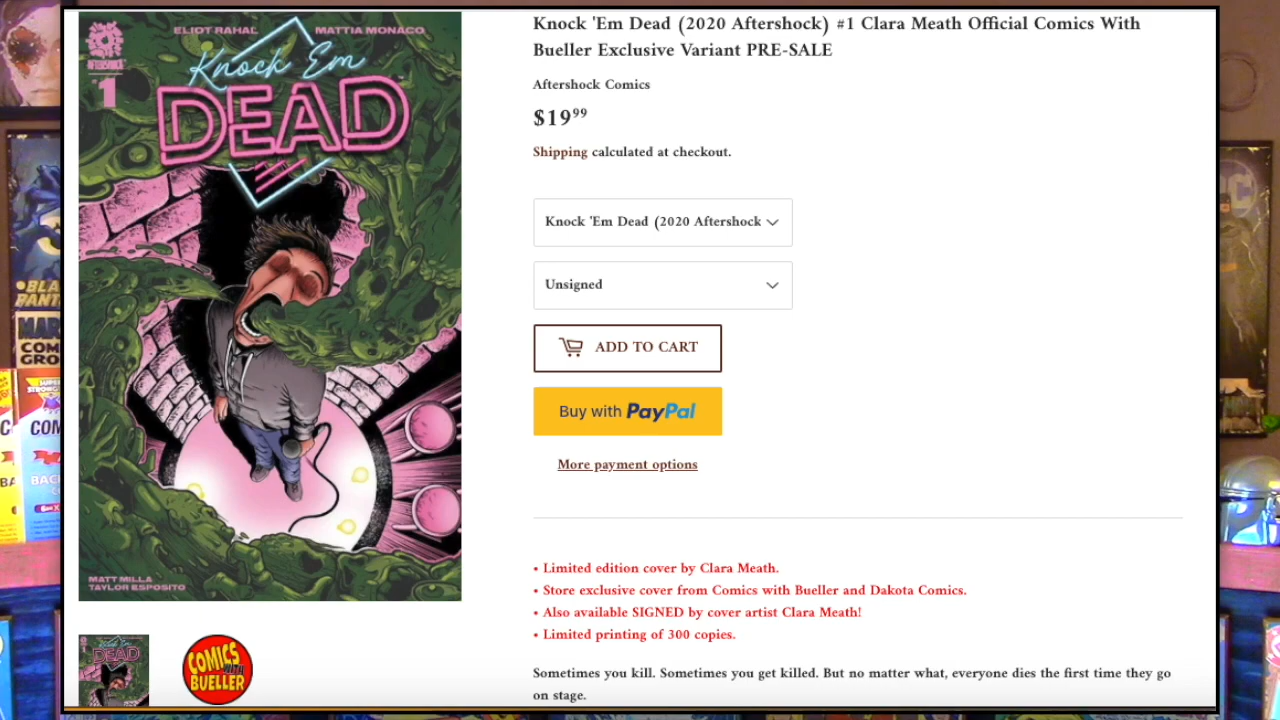 ELIOT RAHAL
MATTIA MONACO
AFTERSHOCK
#1
Knock Em
DEAD
MATT MILLA
TAYLOR ESPOSITO
COMICS
WITH
BUELLER
Knock 'Em Dead (2020 Aftershock) #1 Clara Meath Official Comics With
Bueller Exclusive Variant PRE-SALE
Aftershock Comics
$19⁹⁹
Shipping calculated at checkout.
Knock 'Em Dead (2020 Aftershock
Unsigned
ADD TO CART
Buy with PayPal
More payment options
• Limited edition cover by Clara Meath.
• Store exclusive cover from Comics with Bueller and Dakota Comics.
• Also available SIGNED by cover artist Clara Meath!
• Limited printing of 300 copies.
Sometimes you kill. Sometimes you get killed. But no matter what, everyone dies the first time they go
on stage.